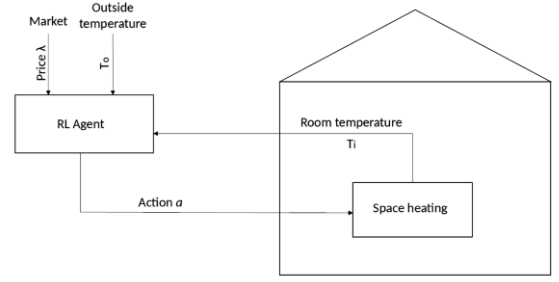 Market
Outside
temperature
Price λ
To
RL Agent
Room temperature
Ti
Action a
Space heating